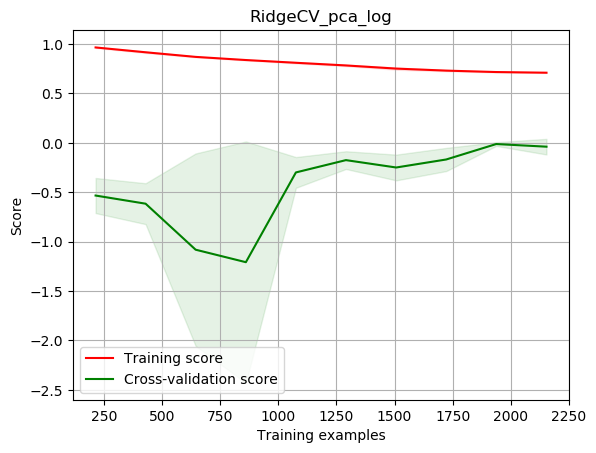 RidgeCV_pca_log
1.0
0.5
0.0
−0.5
−1.0
−1.5
−2.0
−2.5
Score
Training score
Cross-validation score
250 500 750 1000 1250 1500 1750 2000 2250
Training examples